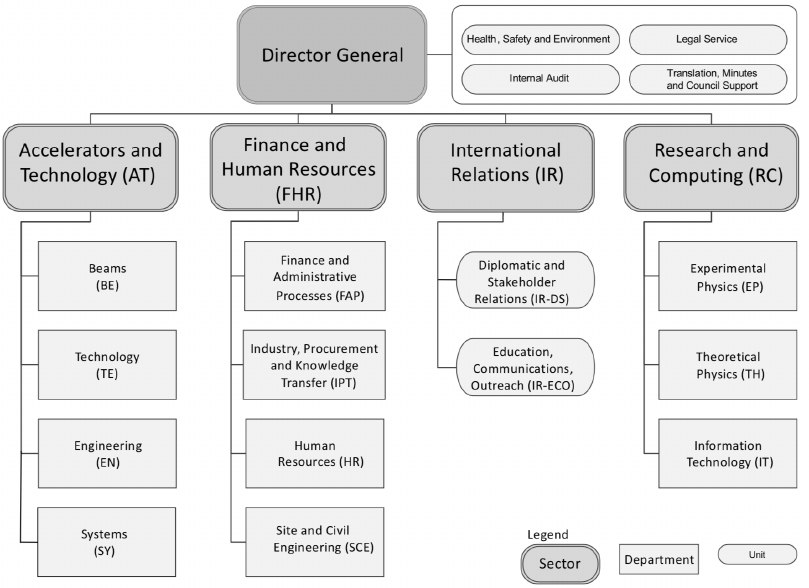 Director General
Health, Safety and Environment
Legal Service
Internal Audit
Translation, Minutes
and Council Support
Accelerators and
Technology (AT)
Finance and
Human Resources
(FHR)
International
Relations (IR)
Research and
Computing (RC)
Beams
(BE)
Technology
(TE)
Engineering
(EN)
Systems
(SY)
Finance and
Administrative
Processes (FAP)
Industry, Procurement
and Knowledge
Transfer (IPT)
Human
Resources (HR)
Site and Civil
Engineering (SCE)
Diplomatic and
Stakeholder
Relations (IR-DS)
Education,
Communications,
Outreach (IR-ECO)
Experimental
Physics (EP)
Theoretical
Physics (TH)
Information
Technology (IT)
Legend
Sector
Department
Unit